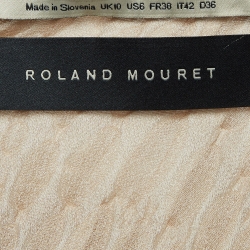 Made in Slovenia UK10 US6 FR38 IT42 D36
ROLAND MOURET